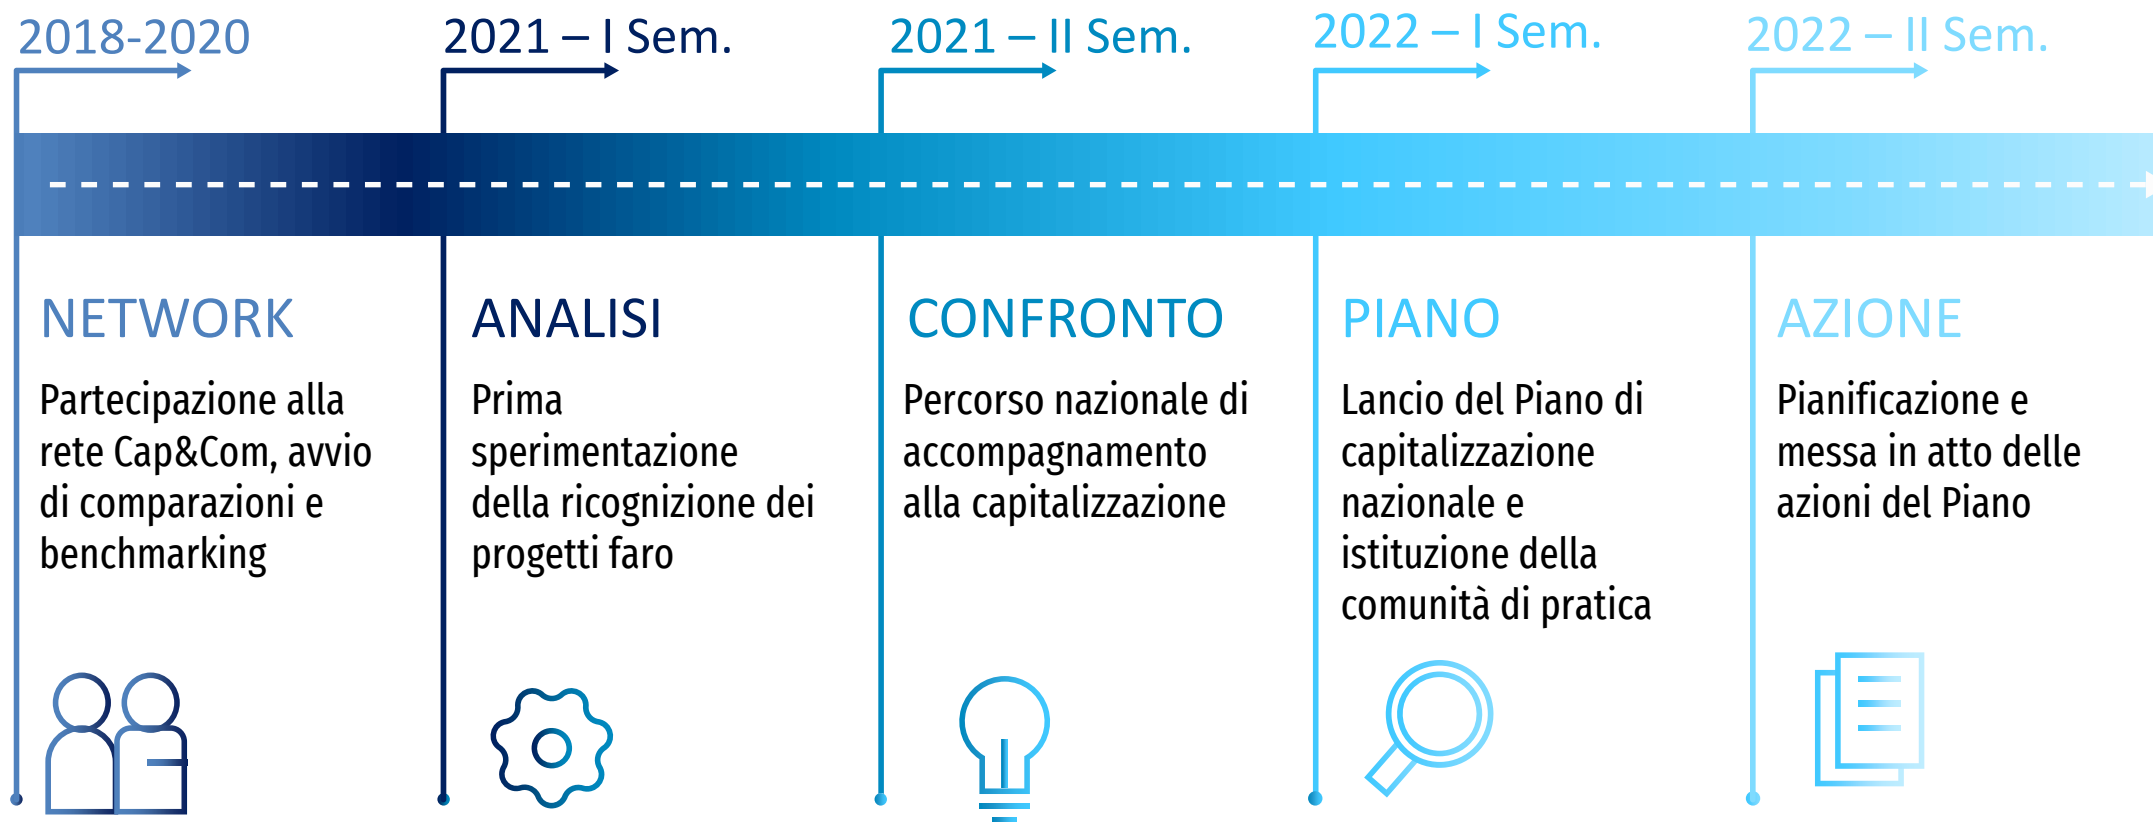 2018-2020
2021 – I Sem.
2021 – II Sem.
2022 – I Sem.
2022 – II Sem.
NETWORK
Partecipazione alla
rete Cap&Com, avvio
di comparazioni e
benchmarking
ANALISI
Prima
sperimentazione
della ricognizione dei
progetti faro
CONFRONTO
Percorso nazionale di
accompagnamento
alla capitalizzazione
PIANO
Lancio del Piano di
capitalizzazione
nazionale e
istituzione della
comunità di pratica
AZIONE
Pianificazione e
messa in atto delle
azioni del Piano